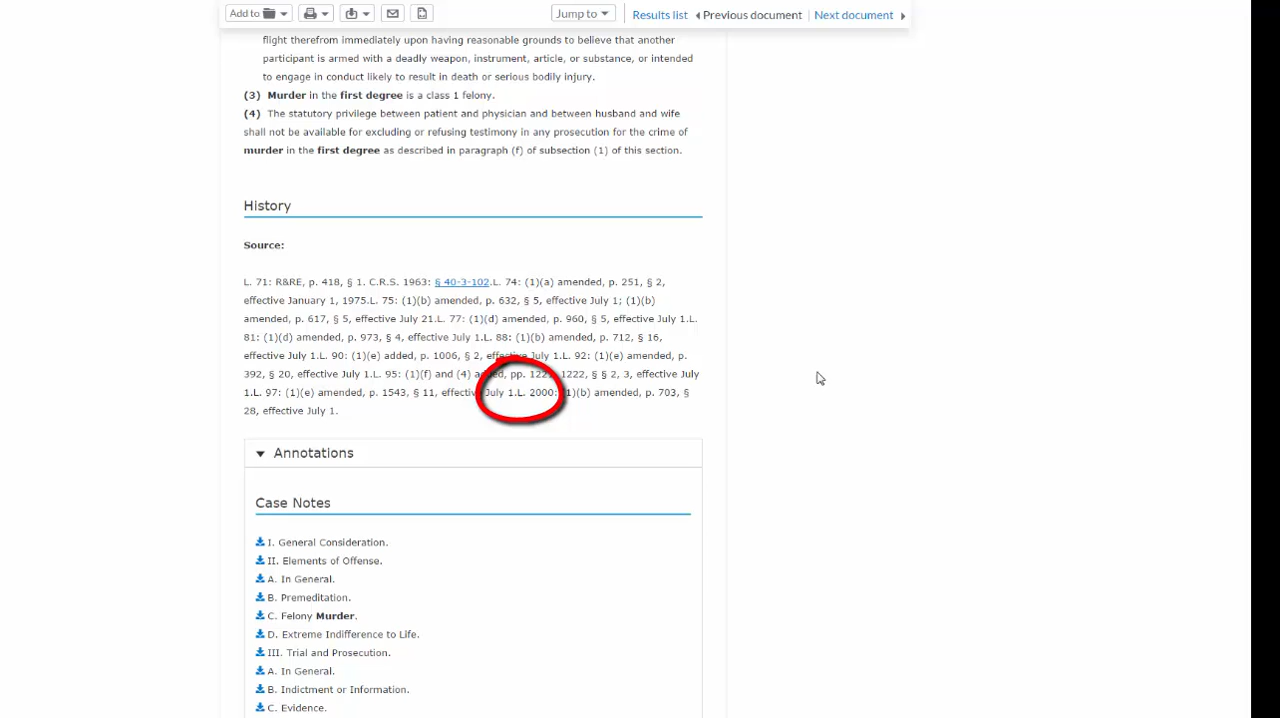 Add to
Jump to
Results list
Previous document
Next document
flight therefrom immediately upon having reasonable grounds to believe that another
participant is armed with a deadly weapon, instrument, article, or substance, or intended
to engage in conduct likely to result in death or serious bodily injury.
(3) Murder in the first degree is a class 1 felony.
(4) The statutory privilege between patient and physician and between husband and wife
shall not be available for excluding or refusing testimony in any prosecution for the crime of
murder in the first degree as described in paragraph (f) of subsection (1) of this section.
History
Source:
L. 71: R&RE, p. 418, § 1. C.R.S. 1963: § 40-3-102.L. 74: (1)(a) amended, p. 251, § 2,
effective January 1, 1975.L. 75: (1)(b) amended, p. 632, § 5, effective July 1; (1)(b)
amended, p. 617, § 5, effective July 21.L. 77: (1)(d) amended, p. 960, § 5, effective July 1.L.
81: (1)(d) amended, p. 973, § 4, effective July 1.L. 88: (1)(b) amended, p. 712, § 16,
effective July 1.L. 90: (1)(e) added, p. 1006, § 2, effective July 1.L. 92: (1)(e) amended, p.
392, § 20, effective July 1.L. 95: (1)(f) and (4) added, pp. 1222, § § 2, 3, effective July
1.L. 97: (1)(e) amended, p. 1543, § 11, effective July 1.L. 2000: (1)(b) amended, p. 703, §
28, effective July 1.
Annotations
Case Notes
I. General Consideration.
II. Elements of Offense.
A. In General.
B. Premeditation.
C. Felony Murder.
D. Extreme Indifference to Life.
III. Trial and Prosecution.
A. In General.
B. Indictment or Information.
C. Evidence.